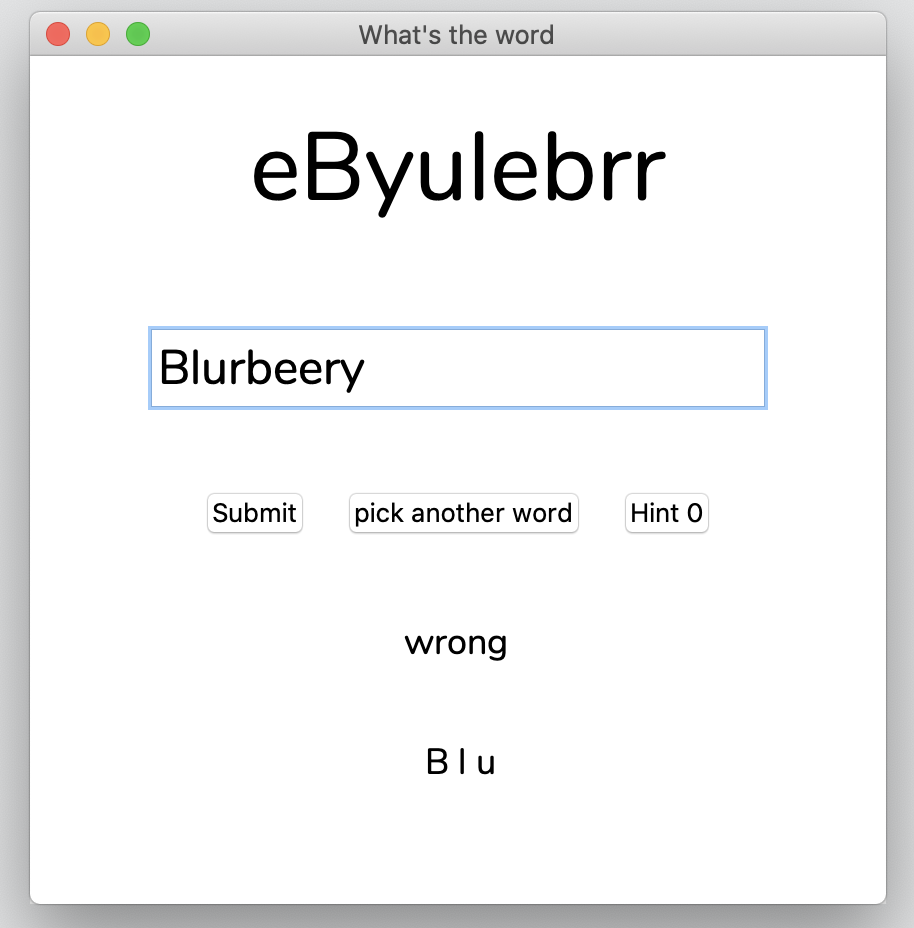 What's the word
eByulebrr
Blurbeery
Submit pick another word Hint 0
wrong
B l u